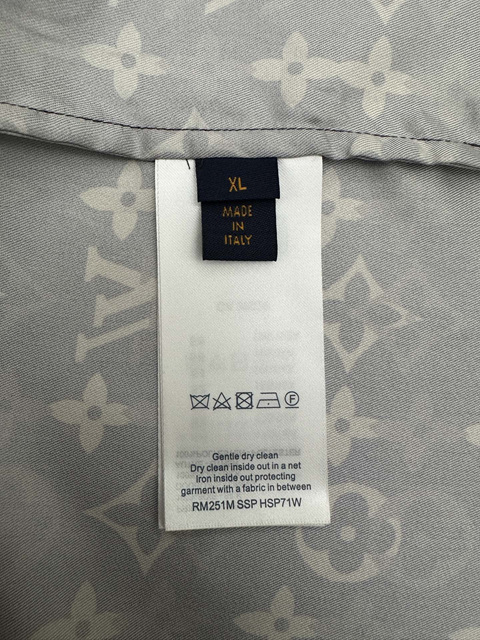 XL
MADE
IN
ITALY
Gentle dry clean
Dry clean inside out in a net
Iron inside out protecting
garment with a fabric in between
RM251M SSP HSP71W